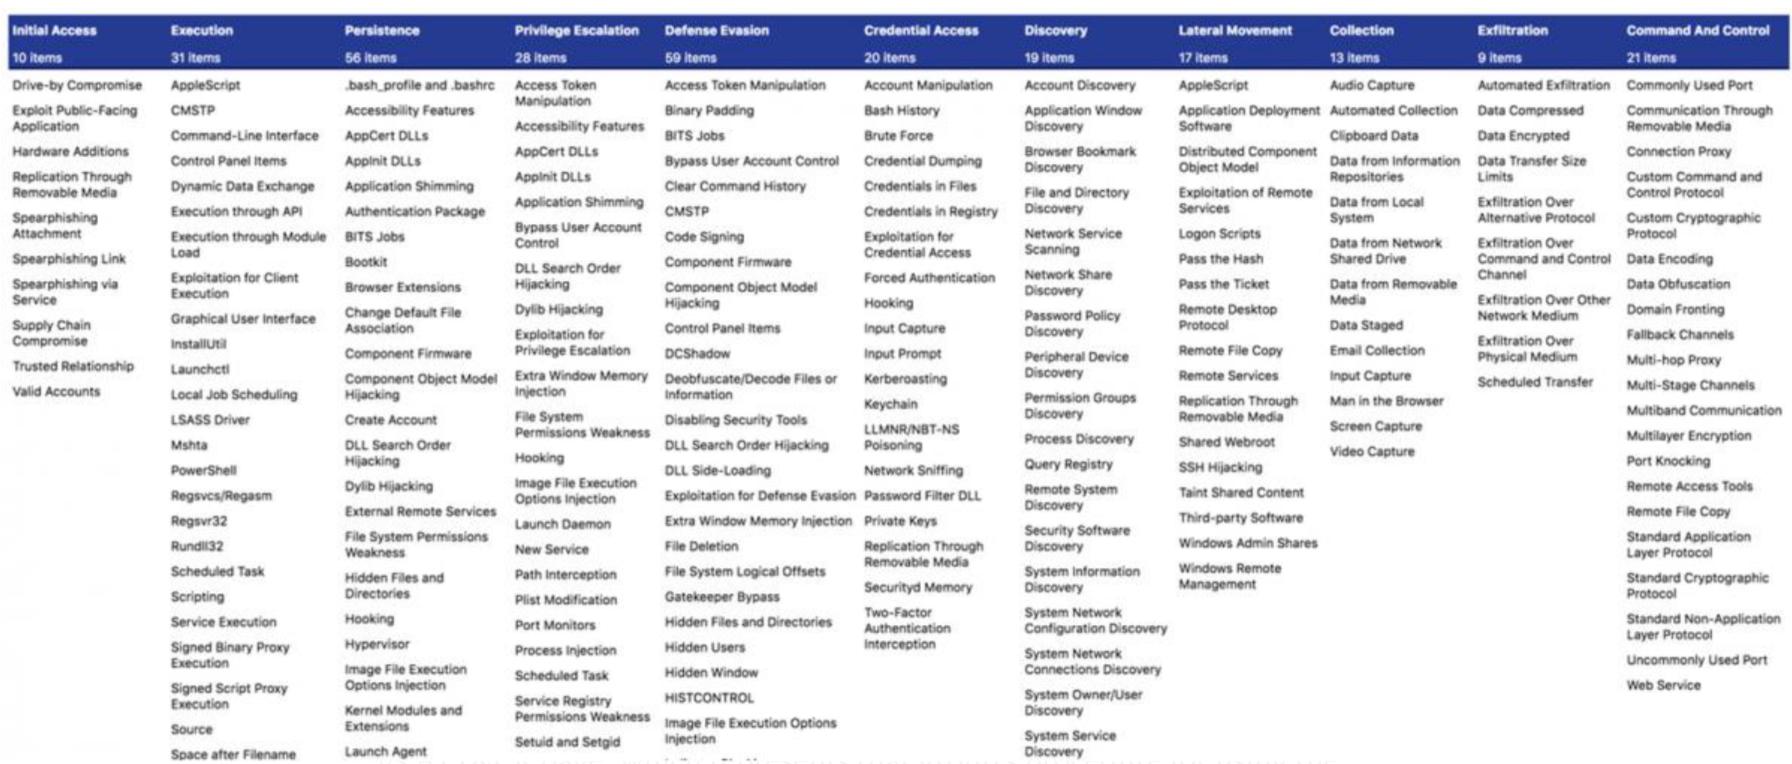 Initial Access
10 items
Drive-by Compromise
Exploit Public-Facing
Application
Hardware Additions
Replication Through
Removable Media
Spearphishing
Attachment
Spearphishing Link
Spearphishing via
Service
Supply Chain
Compromise
Trusted Relationship
Valid Accounts
Execution
31 items
AppleScript
CMSTP
Command-Line Interface
Control Panel Items
Dynamic Data Exchange
Execution through API
Execution through Module
Load
Exploitation for Client
Execution
Graphical User Interface
InstallUtil
Launchctl
Local Job Scheduling
LSASS Driver
Mshta
PowerShell
Regsvcs/Regasm
Regsvr32
Rundll32
Scheduled Task
Scripting
Service Execution
Signed Binary Proxy
Execution
Signed Script Proxy
Execution
Source
Space after Filename
Persistence
56 items
.bash_profile and .bashrc
Accessibility Features
AppCert DLLs
AppInit DLLs
Application Shimming
Authentication Package
BITS Jobs
Bootkit
Browser Extensions
Change Default File
Association
Component Firmware
Component Object Model
Hijacking
Create Account
DLL Search Order
Hijacking
Dylib Hijacking
External Remote Services
File System Permissions
Weakness
Hidden Files and
Directories
Hooking
Hypervisor
Image File Execution
Options Injection
Kernel Modules and
Extensions
Launch Agent
Privilege Escalation
28 items
Access Token
Manipulation
Accessibility Features
AppCert DLLs
AppInit DLLs
Application Shimming
Bypass User Account
Control
DLL Search Order
Hijacking
Dylib Hijacking
Exploitation for
Privilege Escalation
Extra Window Memory
Injection
File System
Permissions Weakness
Hooking
Image File Execution
Options Injection
Launch Daemon
New Service
Path Interception
Plist Modification
Port Monitors
Process Injection
Scheduled Task
Service Registry
Permissions Weakness
Setuid and Setgid
Defense Evasion
59 items
Access Token Manipulation
Binary Padding
BITS Jobs
Bypass User Account Control
Clear Command History
CMSTP
Code Signing
Component Firmware
Component Object Model
Hijacking
Control Panel Items
DCShadow
Deobfuscate/Decode Files or
Information
Disabling Security Tools
DLL Search Order Hijacking
DLL Side-Loading
Exploitation for Defense Evasion
Extra Window Memory Injection
File Deletion
File System Logical Offsets
Gatekeeper Bypass
Hidden Files and Directories
Hidden Users
Hidden Window
HISTCONTROL
Image File Execution Options
Injection
Credential Access
20 items
Account Manipulation
Bash History
Brute Force
Credential Dumping
Credentials in Files
Credentials in Registry
Exploitation for
Credential Access
Forced Authentication
Hooking
Input Capture
Input Prompt
Kerberoasting
Keychain
LLMNR/NBT-NS
Poisoning
Network Sniffing
Password Filter DLL
Private Keys
Replication Through
Removable Media
Securityd Memory
Two-Factor
Authentication
Interception
Discovery
19 items
Account Discovery
Application Window
Discovery
Browser Bookmark
Discovery
File and Directory
Discovery
Network Service
Scanning
Network Share
Discovery
Password Policy
Discovery
Peripheral Device
Discovery
Permission Groups
Discovery
Process Discovery
Query Registry
Remote System
Discovery
Security Software
Discovery
System Information
Discovery
System Network
Configuration Discovery
System Network
Connections Discovery
System Owner/User
Discovery
System Service
Discovery
Lateral Movement
17 items
AppleScript
Application Deployment
Software
Distributed Component
Object Model
Exploitation of Remote
Services
Logon Scripts
Pass the Hash
Pass the Ticket
Remote Desktop
Protocol
Remote File Copy
Remote Services
Replication Through
Removable Media
Shared Webroot
SSH Hijacking
Taint Shared Content
Third-party Software
Windows Admin Shares
Windows Remote
Management
Collection
13 items
Audio Capture
Automated Collection
Clipboard Data
Data from Information
Repositories
Data from Local
System
Data from Network
Shared Drive
Data from Removable
Media
Data Staged
Email Collection
Input Capture
Man in the Browser
Screen Capture
Video Capture
Exfiltration
9 items
Automated Exfiltration
Data Compressed
Data Encrypted
Data Transfer Size
Limits
Exfiltration Over
Alternative Protocol
Exfiltration Over
Command and Control
Channel
Exfiltration Over Other
Network Medium
Exfiltration Over
Physical Medium
Scheduled Transfer
Command And Control
21 items
Commonly Used Port
Communication Through
Removable Media
Connection Proxy
Custom Command and
Control Protocol
Custom Cryptographic
Protocol
Data Encoding
Data Obfuscation
Domain Fronting
Fallback Channels
Multi-hop Proxy
Multi-Stage Channels
Multiband Communication
Multilayer Encryption
Port Knocking
Remote Access Tools
Remote File Copy
Standard Application
Layer Protocol
Standard Cryptographic
Protocol
Standard Non-Application
Layer Protocol
Uncommonly Used Port
Web Service